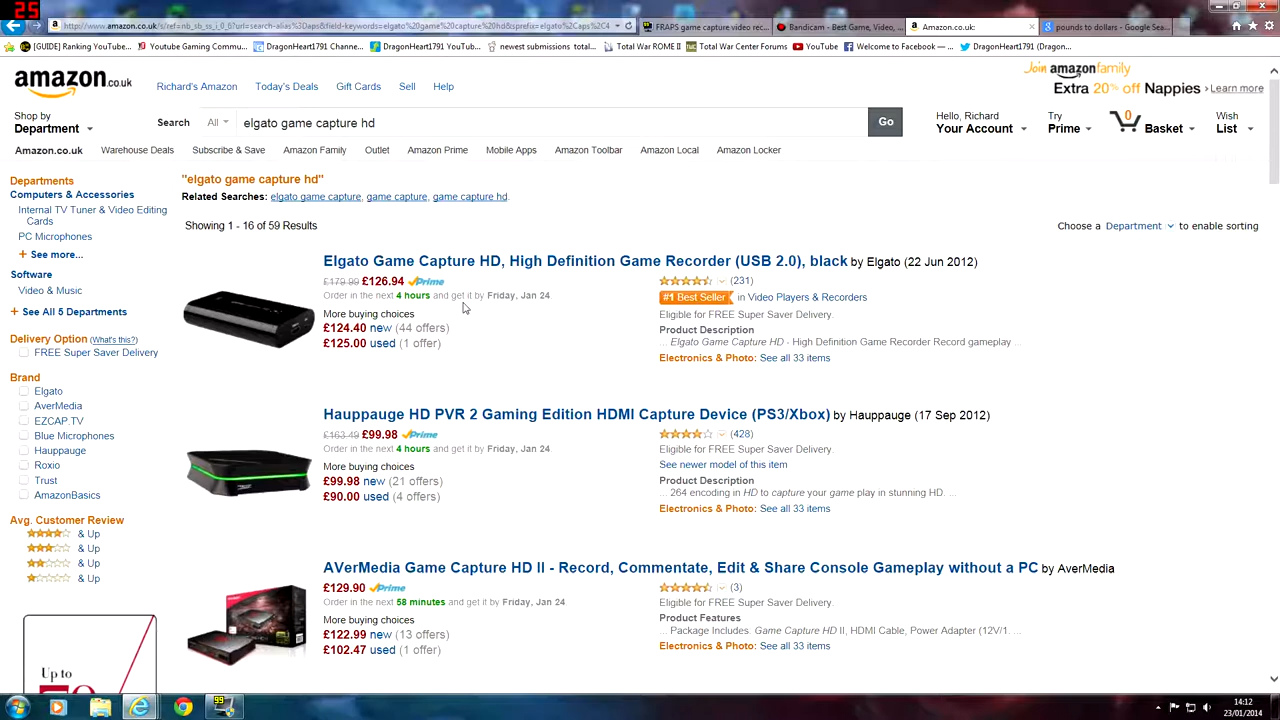 25
http://www.amazon.co.uk/s/ref=nb_sb_ss_i_0_6?url=search-alias%3Daps&field-keywords=elgato%20game%20capture%20hd&sprefix=elgato%2Caps%2C4
FRAPS game capture video rec...
Bandicam - Best Game, Video, ...
Amazon.co.uk:
pounds to dollars - Google Sea...
[GUIDE] Ranking YouTube...
Youtube Gaming Commu...
DragonHeart1791 Channe...
DragonHeart1791 YouTub...
newest submissions total...
Total War ROME II
Total War Center Forums
YouTube
Welcome to Facebook — ...
DragonHeart1791 (Dragon...
amazon.co.uk
Richard's Amazon
Today's Deals
Gift Cards
Sell
Help
Join amazonfamily
Extra 20% off Nappies
› Learn more
Shop by
Department
Search
All
elgato game capture hd
Go
Hello, Richard
Your Account
Try
Prime
0
Basket
Wish
List
Amazon.co.uk
Warehouse Deals
Subscribe & Save
Amazon Family
Outlet
Amazon Prime
Mobile Apps
Amazon Toolbar
Amazon Local
Amazon Locker
Departments
Computers & Accessories
Internal TV Tuner & Video Editing
Cards
PC Microphones
+ See more...
Software
Video & Music
+ See All 5 Departments
Delivery Option (What's this?)
FREE Super Saver Delivery
Brand
Elgato
AverMedia
EZCAP.TV
Blue Microphones
Hauppauge
Roxio
Trust
AmazonBasics
Avg. Customer Review
& Up
& Up
& Up
& Up
Up to
"elgato game capture hd"
Related Searches: elgato game capture, game capture, game capture hd.
Showing 1 - 16 of 59 Results
Choose a Department to enable sorting
Elgato Game Capture HD, High Definition Game Recorder (USB 2.0), black by Elgato (22 Jun 2012)
£179.99 £126.94 Prime
Order in the next 4 hours and get it by Friday, Jan 24
More buying choices
£124.40 new (44 offers)
£125.00 used (1 offer)
(231)
#1 Best Seller in Video Players & Recorders
Eligible for FREE Super Saver Delivery.
Product Description
... Elgato Game Capture HD - High Definition Game Recorder Record gameplay ...
Electronics & Photo: See all 33 items
Hauppauge HD PVR 2 Gaming Edition HDMI Capture Device (PS3/Xbox) by Hauppauge (17 Sep 2012)
£163.49 £99.98 Prime
Order in the next 4 hours and get it by Friday, Jan 24
More buying choices
£99.98 new (21 offers)
£90.00 used (4 offers)
(428)
Eligible for FREE Super Saver Delivery.
See newer model of this item
Product Description
... 264 encoding in HD to capture your game play in stunning HD. ...
Electronics & Photo: See all 33 items
AVerMedia Game Capture HD II - Record, Commentate, Edit & Share Console Gameplay without a PC by AverMedia
£129.90 Prime
Order in the next 58 minutes and get it by Friday, Jan 24
More buying choices
£122.99 new (13 offers)
£102.47 used (1 offer)
(3)
Eligible for FREE Super Saver Delivery.
Product Features
... Package Includes. Game Capture HD II, HDMI Cable, Power Adapter (12V/1. ...
Electronics & Photo: See all 33 items
99
14:12
23/01/2014